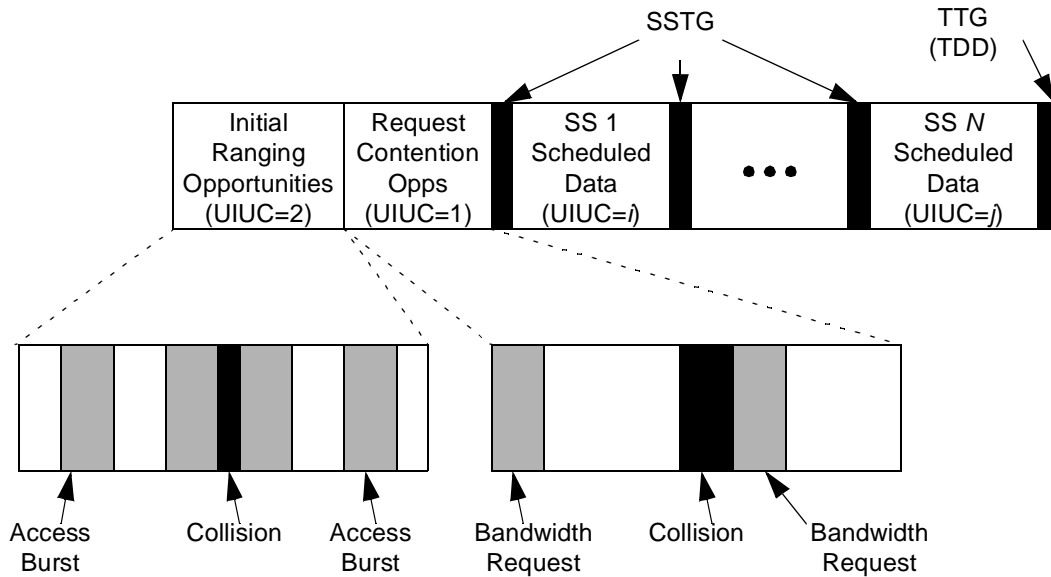 SSTG
TTG
(TDD)
Initial
Ranging
Opportunities
(UIUC=2)
Request
Contention
Opps
(UIUC=1)
SS 1
Scheduled
Data
(UIUC=i)
SS N
Scheduled
Data
(UIUC=j)
Access
Burst
Collision
Access
Burst
Bandwidth
Request
Collision
Bandwidth
Request